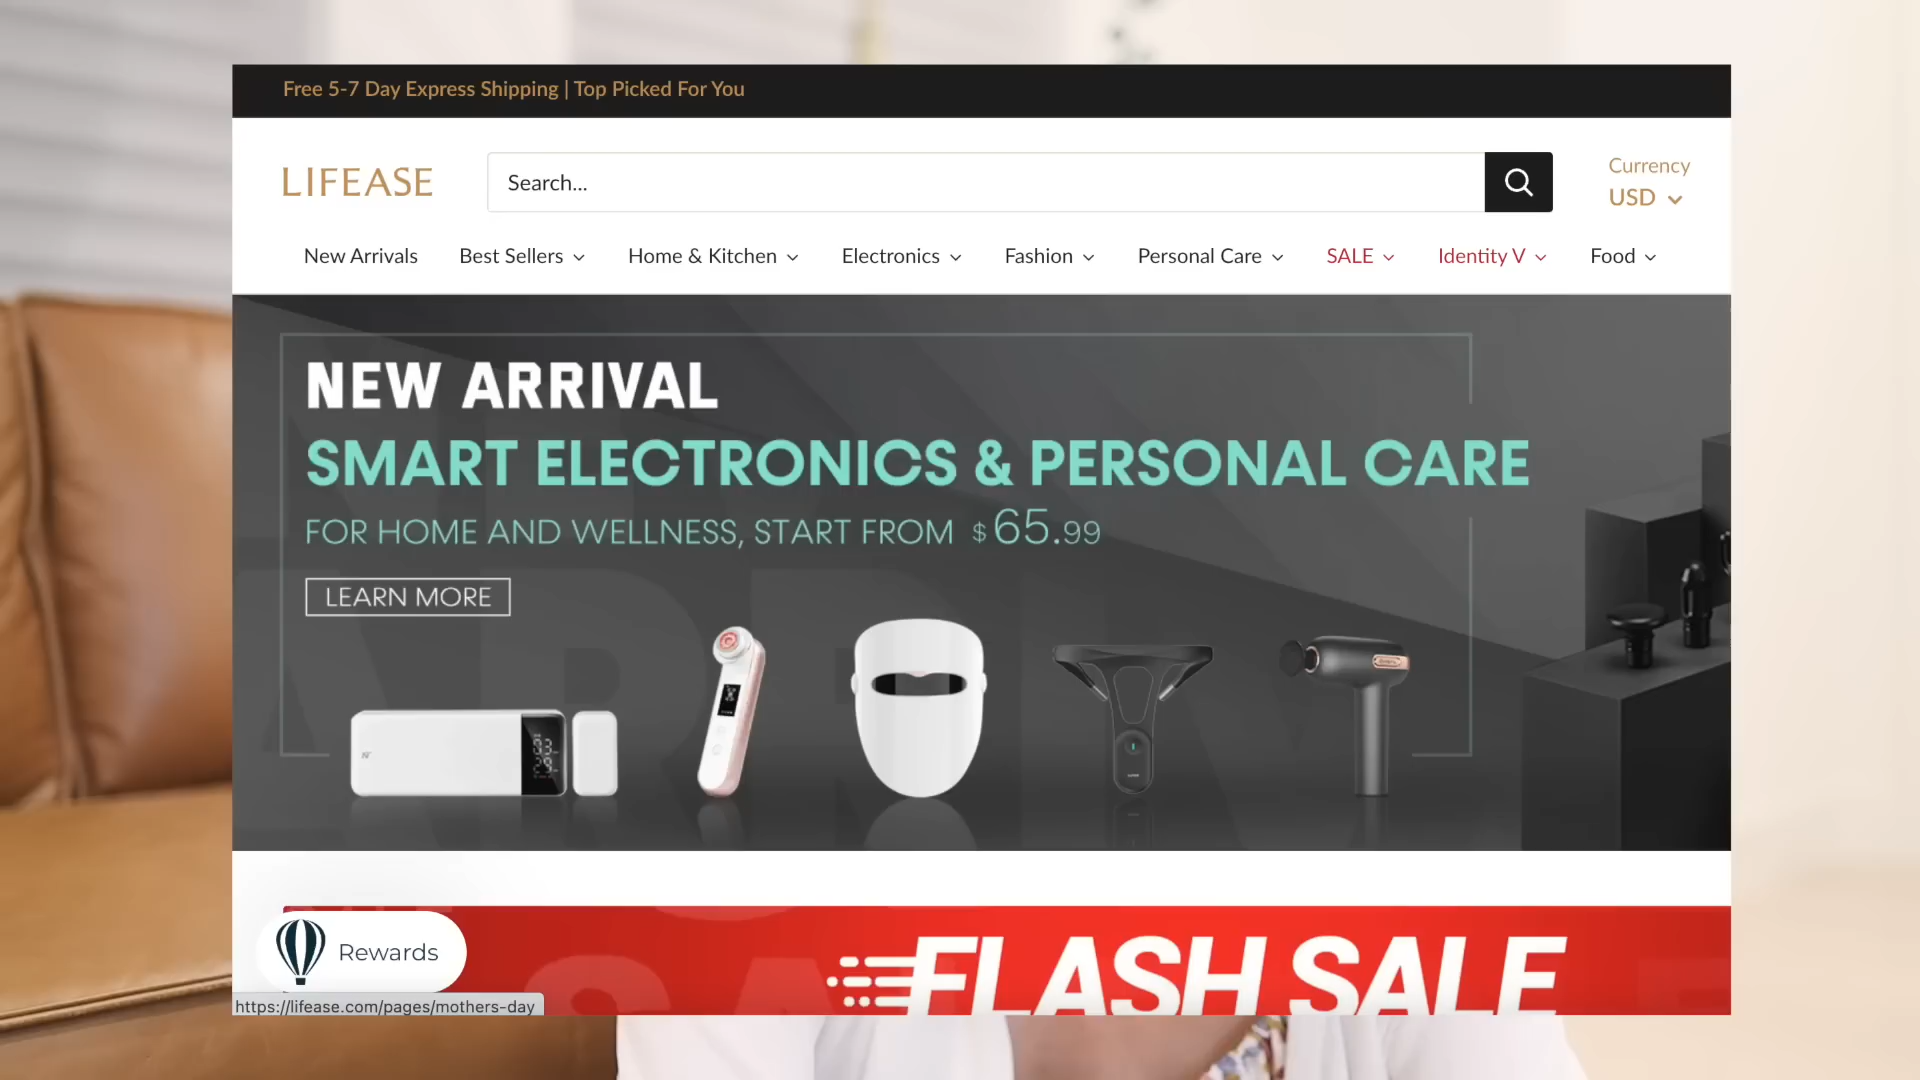 Free 5-7 Day Express Shipping | Top Picked For You
LIFEASE
Search...
Currency
USD
New Arrivals
Best Sellers
Home & Kitchen
Electronics
Fashion
Personal Care
SALE
Identity V
Food
NEW ARRIVAL
SMART ELECTRONICS & PERSONAL CARE
FOR HOME AND WELLNESS, START FROM $65.99
LEARN MORE
FLASH SALE
Rewards
https://lifease.com/pages/mothers-day